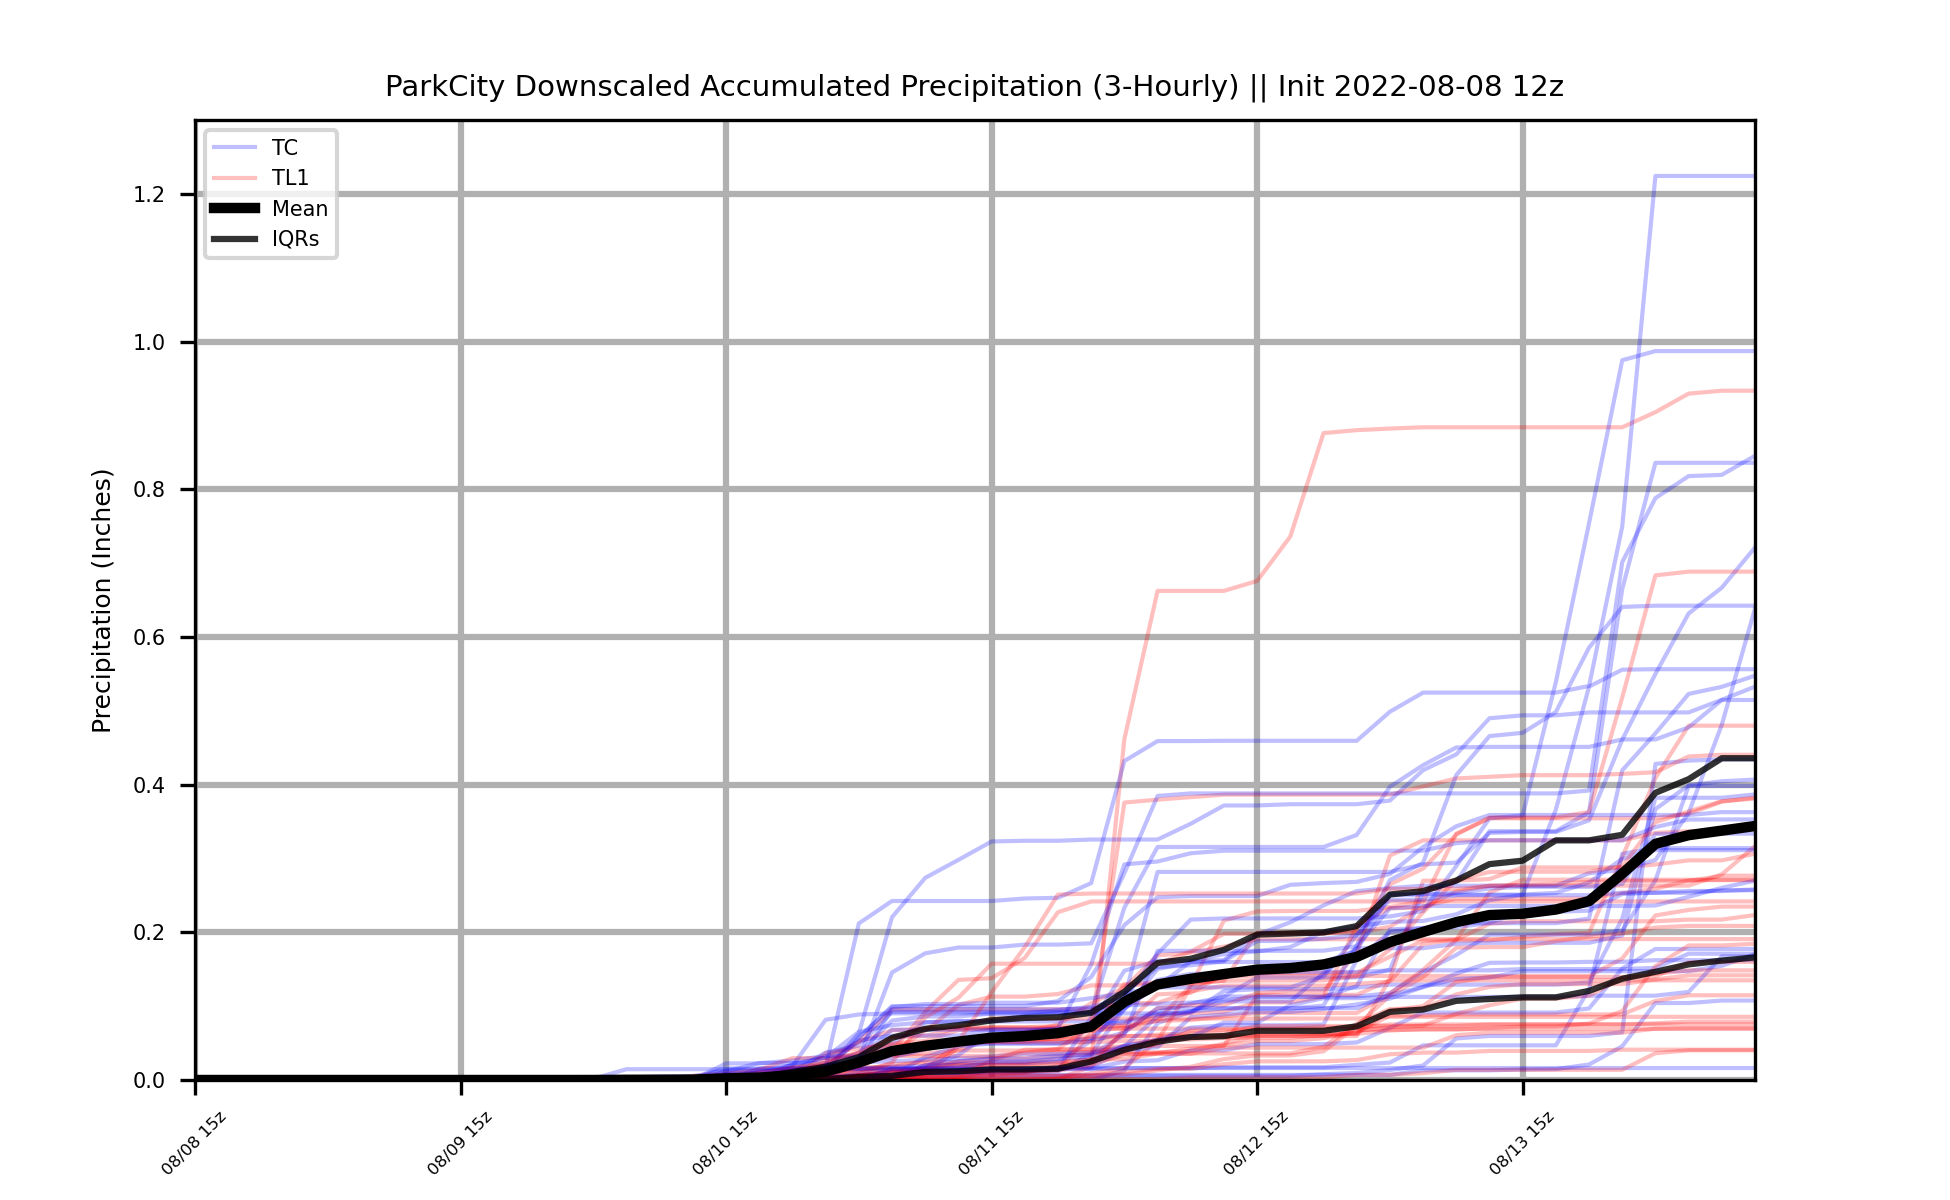 ParkCity Downscaled Accumulated Precipitation (3-Hourly) || Init 2022-08-08 12z
TC
TL1
Mean
IQRs
Precipitation (Inches)
1.2
1.0
0.8
0.6
0.4
0.2
0.0
08/08 15z
08/09 15z
08/10 15z
08/11 15z
08/12 15z
08/13 15z